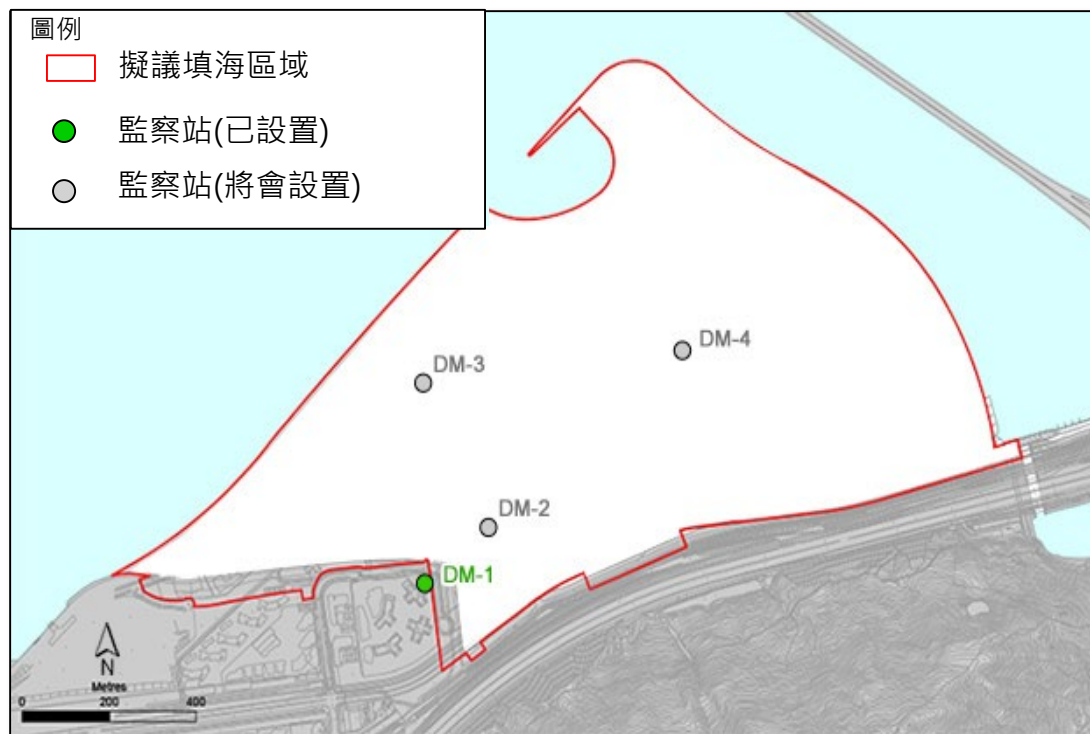 圖例
擬議填海區域
監察站(已設置)
監察站(將會設置)
DM-4
DM-3
DM-2
DM-1
N
Metres
0 200 400